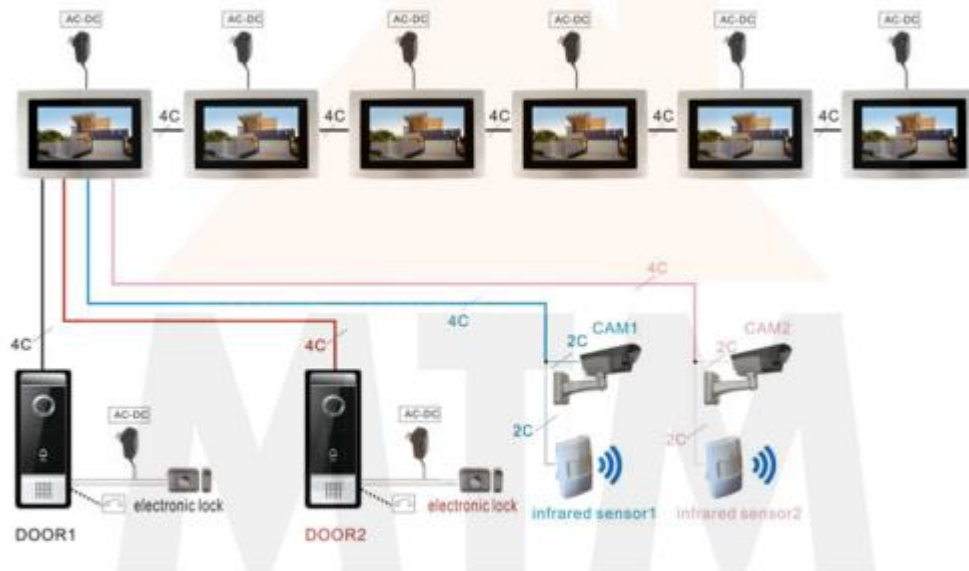 AC-DC AC-DC AC-DC AC-DC AC-DC AC-DC
4C 4C 4C 4C 4C
4C
4C
4C 4C
CAM1 CAM2
2C 2C
AC-DC AC-DC
2C 2C
electronic lock electronic lock
infrared sensor1 infrared sensor2
DOOR1 DOOR2
MTM